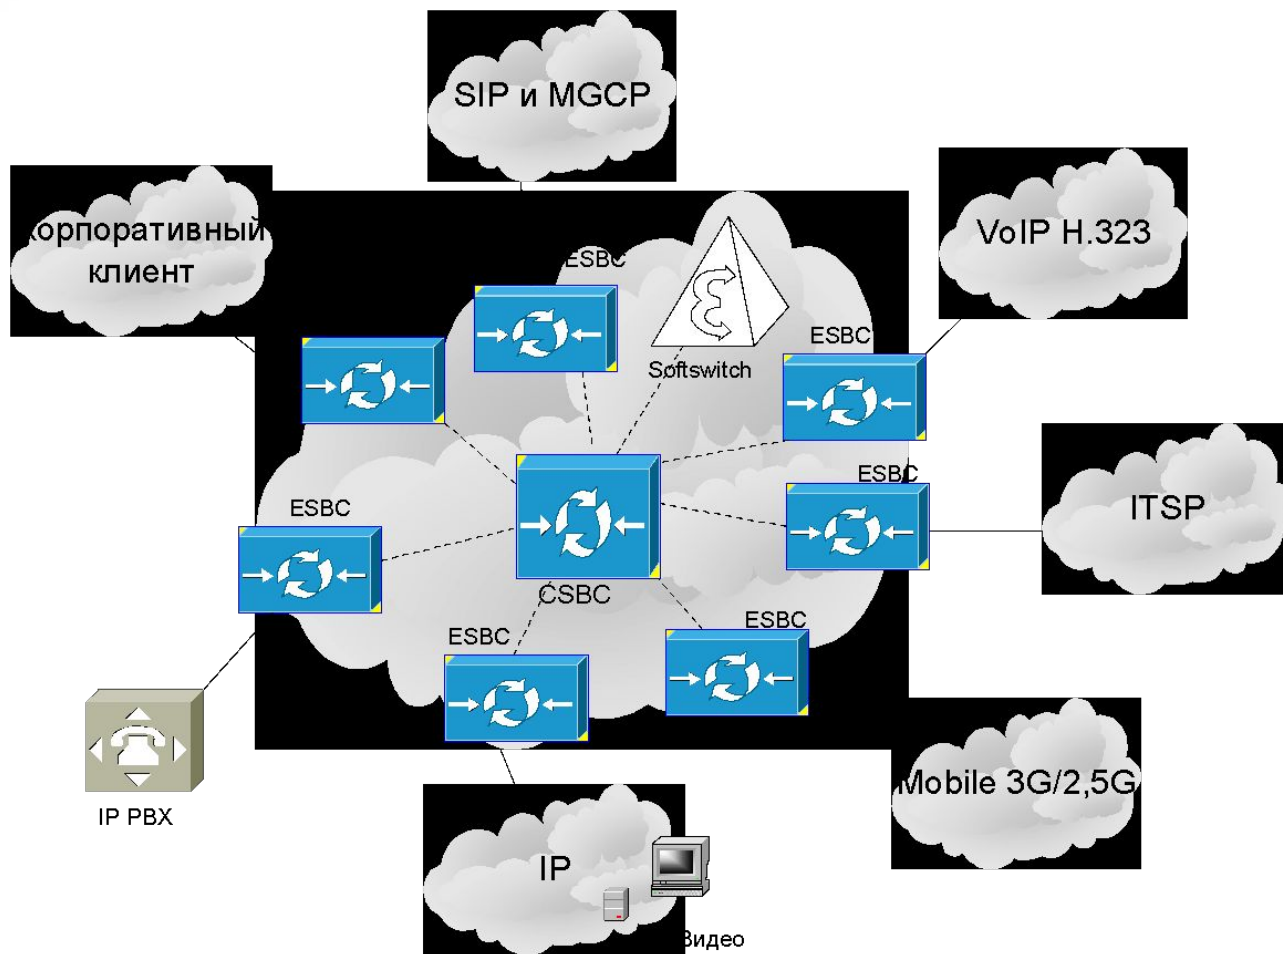 SIP и MGCP
корпоративный
клиент
VoIP H.323
ESBC
Softswitch
ESBC
ESBC
ITSP
ESBC
CSBC
ESBC
ESBC
Mobile 3G/2,5G
IP PBX
IP
Видео